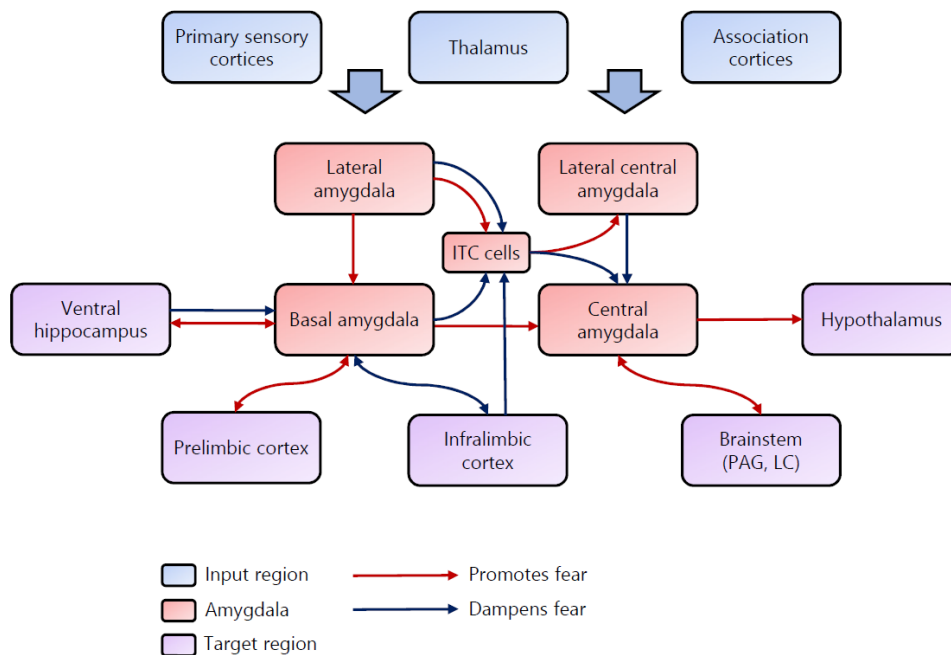 Primary sensory
cortices
Thalamus
Association
cortices
Lateral
amygdala
Lateral central
amygdala
ITC cells
Ventral
hippocampus
Basal amygdala
Central
amygdala
Hypothalamus
Prelimbic cortex
Infralimbic
cortex
Brainstem
(PAG, LC)
Input region
Promotes fear
Amygdala
Dampens fear
Target region